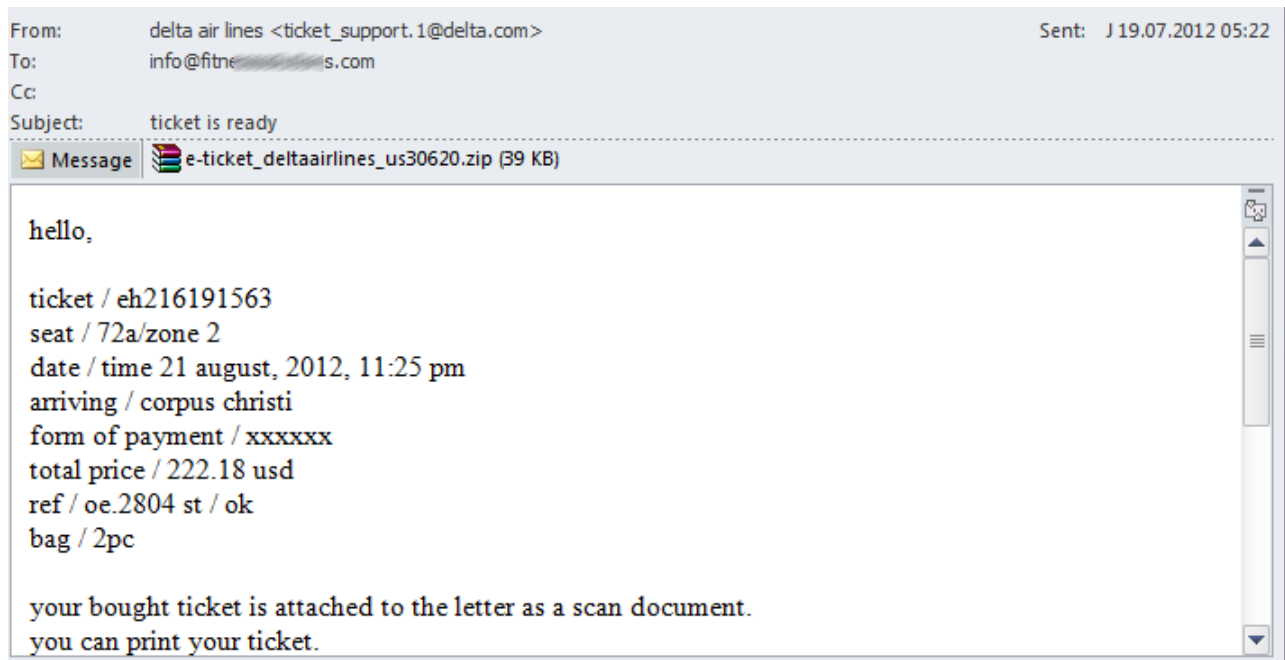 From: delta air lines <ticket_support.1@delta.com> Sent: J 19.07.2012 05:22
To: info@fitne s.com
Cc:
Subject: ticket is ready
Message e-ticket_deltaairlines_us30620.zip (39 KB)
hello,
ticket / eh216191563
seat / 72a/zone 2
date / time 21 august, 2012, 11:25 pm
arriving / corpus christi
form of payment / xxxxxx
total price / 222.18 usd
ref / oe.2804 st / ok
bag / 2pc
your bought ticket is attached to the letter as a scan document.
you can print your ticket.